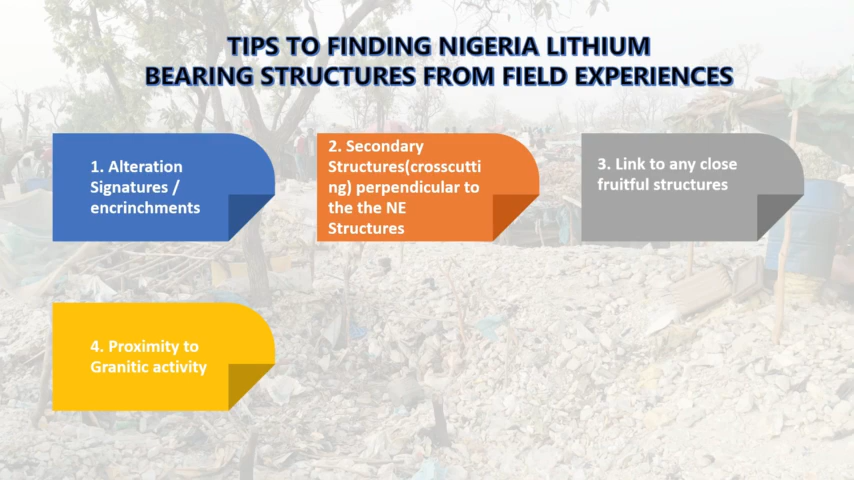 TIPS TO FINDING NIGERIA LITHIUM
BEARING STRUCTURES FROM FIELD EXPERIENCES
1. Alteration
Signatures /
encrinchments
2. Secondary
Structures(crosscutti
ng) perpendicular to
the the NE
Structures
3. Link to any close
fruitful structures
4. Proximity to
Granitic activity